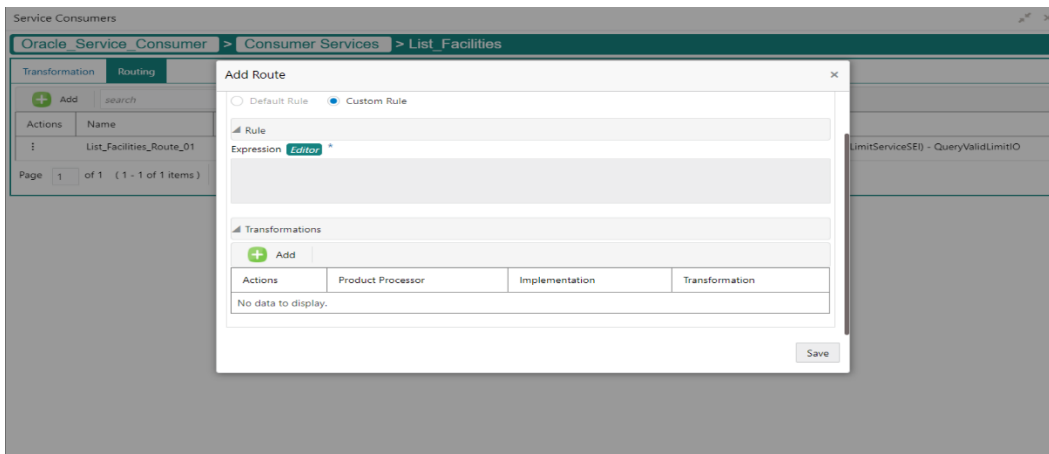 Service Consumers
Oracle_Service_Consumer > Consumer Services > List_Facilities
Transformation Routing
Add search
Actions Name
List_Facilities_Route_01 LimitServiceSEI) - QueryValidLimitIO
Page 1 of 1 ( 1 - 1 of 1 items )
Add Route
Default Rule Custom Rule
Rule
Expression Editor *
Transformations
Add
Actions Product Processor Implementation Transformation
No data to display.
Save